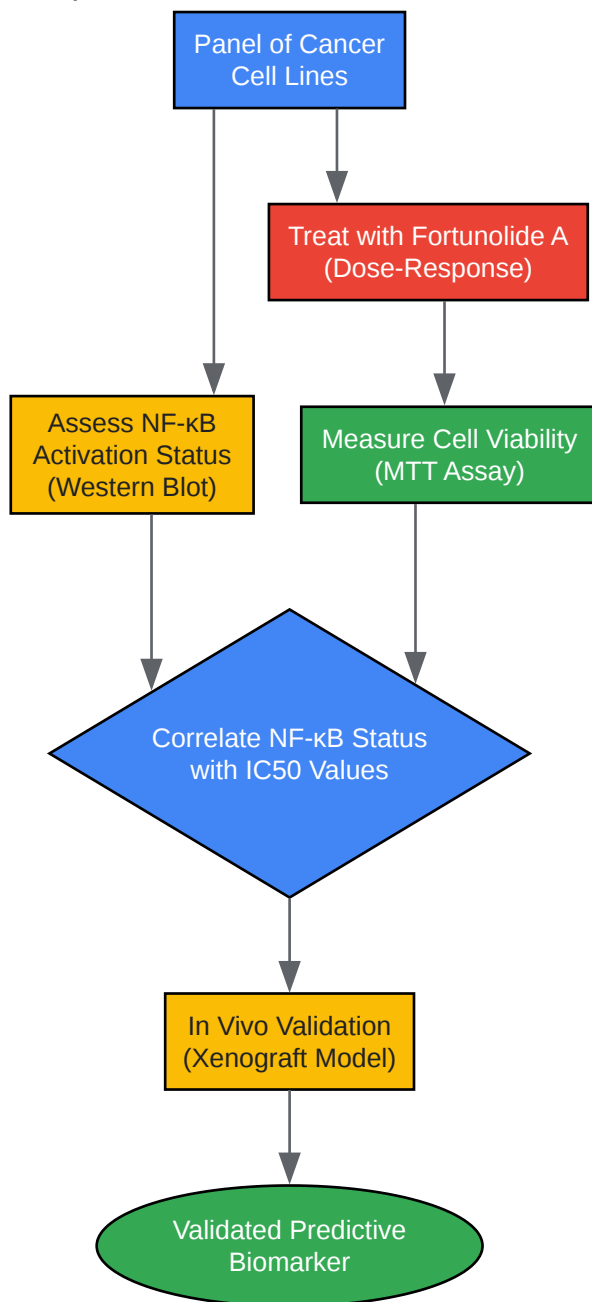 Panel of Cancer
Cell Lines
Treat with Fortunolide A
(Dose-Response)
Assess NF-κB
Activation Status
(Western Blot)
Measure Cell Viability
(MTT Assay)
Correlate NF-κB Status
with IC50 Values
In Vivo Validation
(Xenograft Model)
Validated Predictive
Biomarker